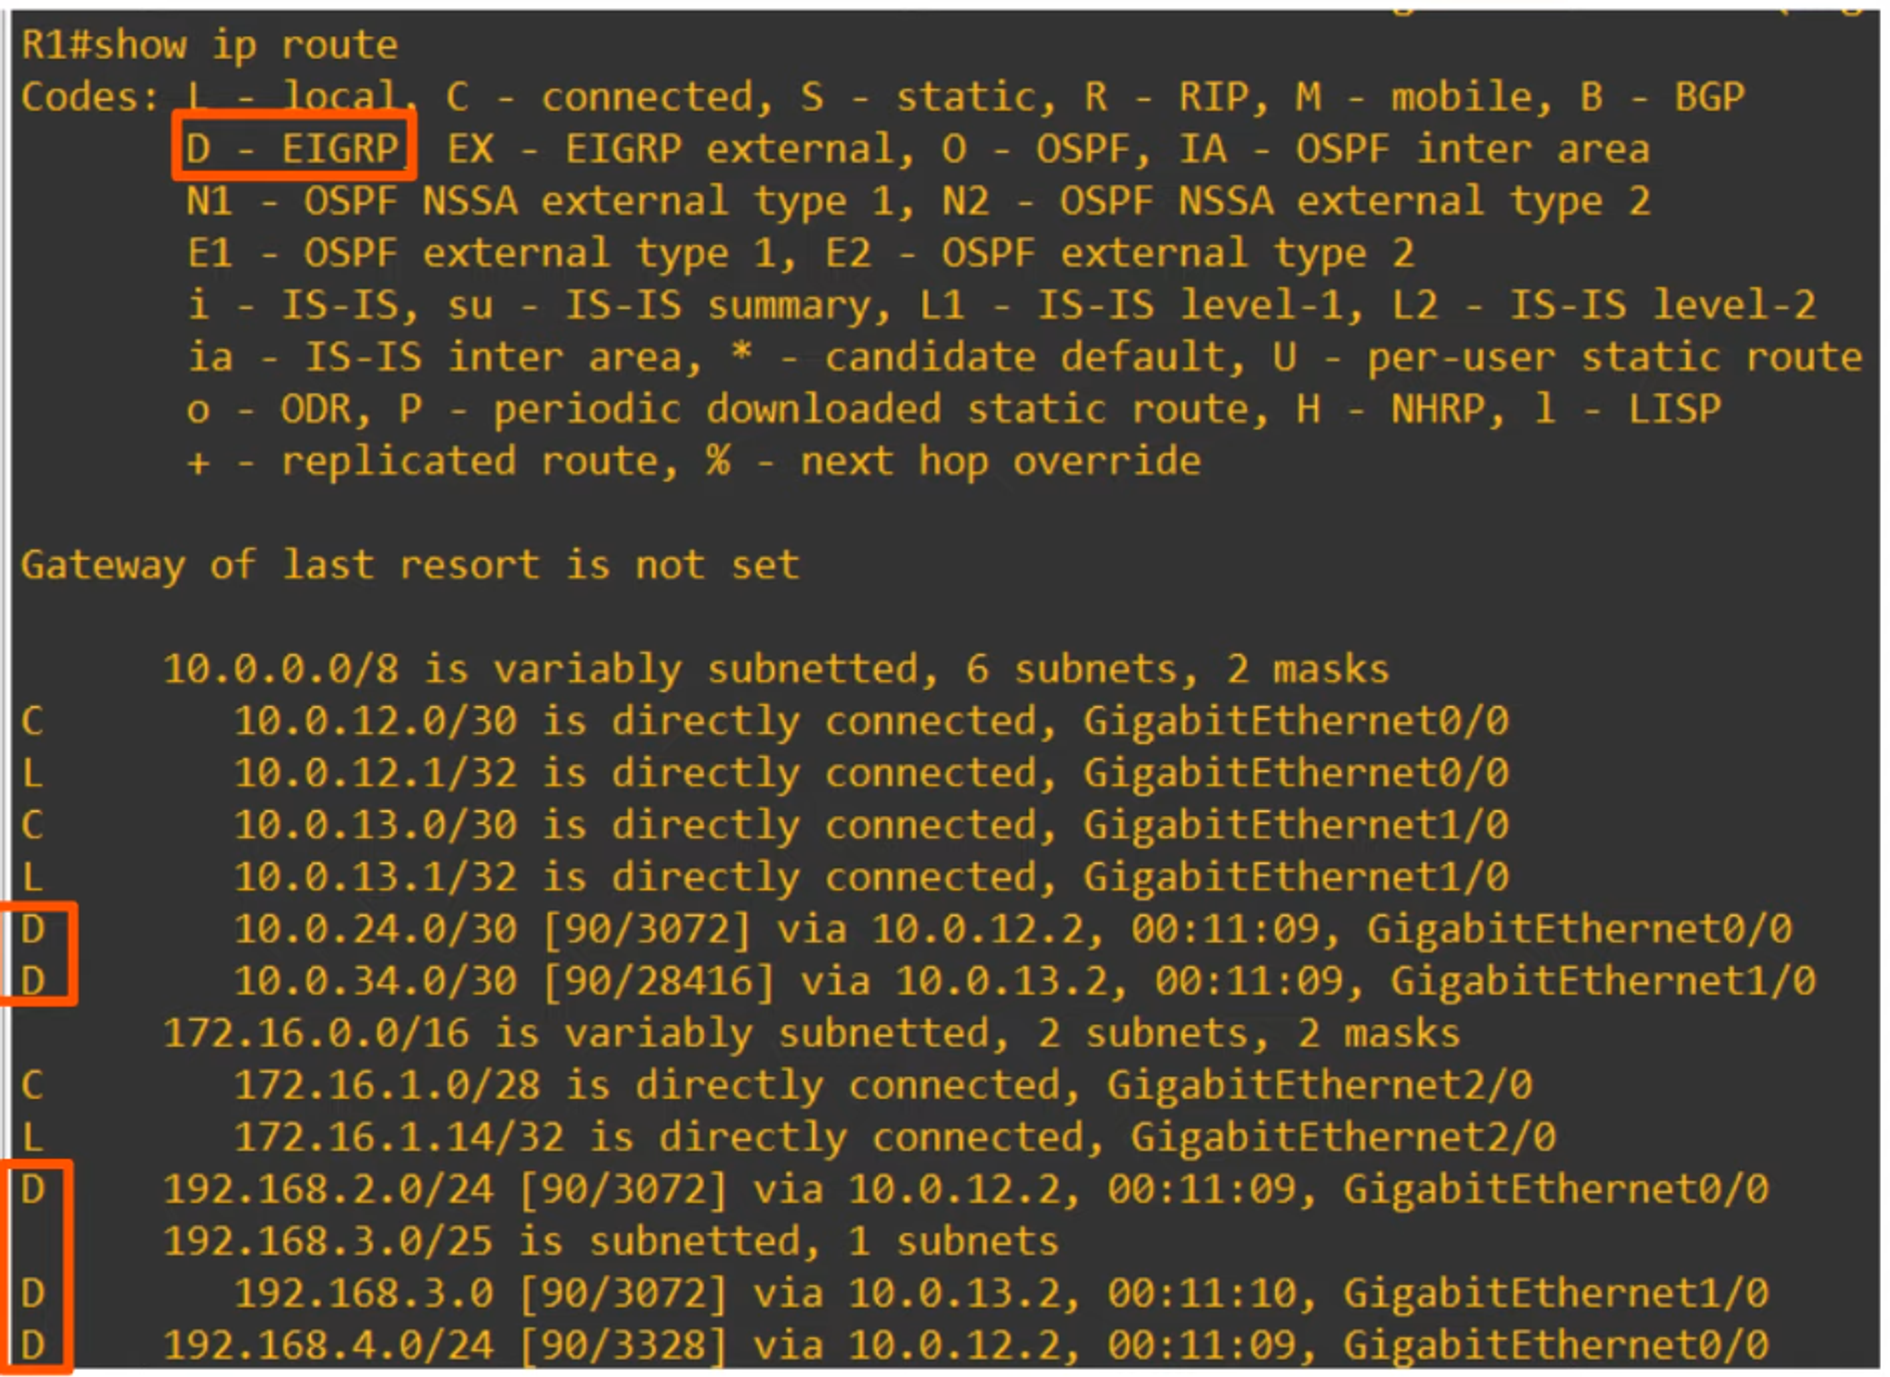 R1#show ip route
Codes: L - local, C - connected, S - static, R - RIP, M - mobile, B - BGP
D - EIGRP, EX - EIGRP external, O - OSPF, IA - OSPF inter area
N1 - OSPF NSSA external type 1, N2 - OSPF NSSA external type 2
E1 - OSPF external type 1, E2 - OSPF external type 2
i - IS-IS, su - IS-IS summary, L1 - IS-IS level-1, L2 - IS-IS level-2
ia - IS-IS inter area, * - candidate default, U - per-user static route
o - ODR, P - periodic downloaded static route, H - NHRP, l - LISP
+ - replicated route, % - next hop override
Gateway of last resort is not set
10.0.0.0/8 is variably subnetted, 6 subnets, 2 masks
C 10.0.12.0/30 is directly connected, GigabitEthernet0/0
L 10.0.12.1/32 is directly connected, GigabitEthernet0/0
C 10.0.13.0/30 is directly connected, GigabitEthernet1/0
L 10.0.13.1/32 is directly connected, GigabitEthernet1/0
D 10.0.24.0/30 [90/3072] via 10.0.12.2, 00:11:09, GigabitEthernet0/0
D 10.0.34.0/30 [90/28416] via 10.0.13.2, 00:11:09, GigabitEthernet1/0
172.16.0.0/16 is variably subnetted, 2 subnets, 2 masks
C 172.16.1.0/28 is directly connected, GigabitEthernet2/0
L 172.16.1.14/32 is directly connected, GigabitEthernet2/0
D 192.168.2.0/24 [90/3072] via 10.0.12.2, 00:11:09, GigabitEthernet0/0
192.168.3.0/25 is subnetted, 1 subnets
D 192.168.3.0 [90/3072] via 10.0.13.2, 00:11:10, GigabitEthernet1/0
D 192.168.4.0/24 [90/3328] via 10.0.12.2, 00:11:09, GigabitEthernet0/0